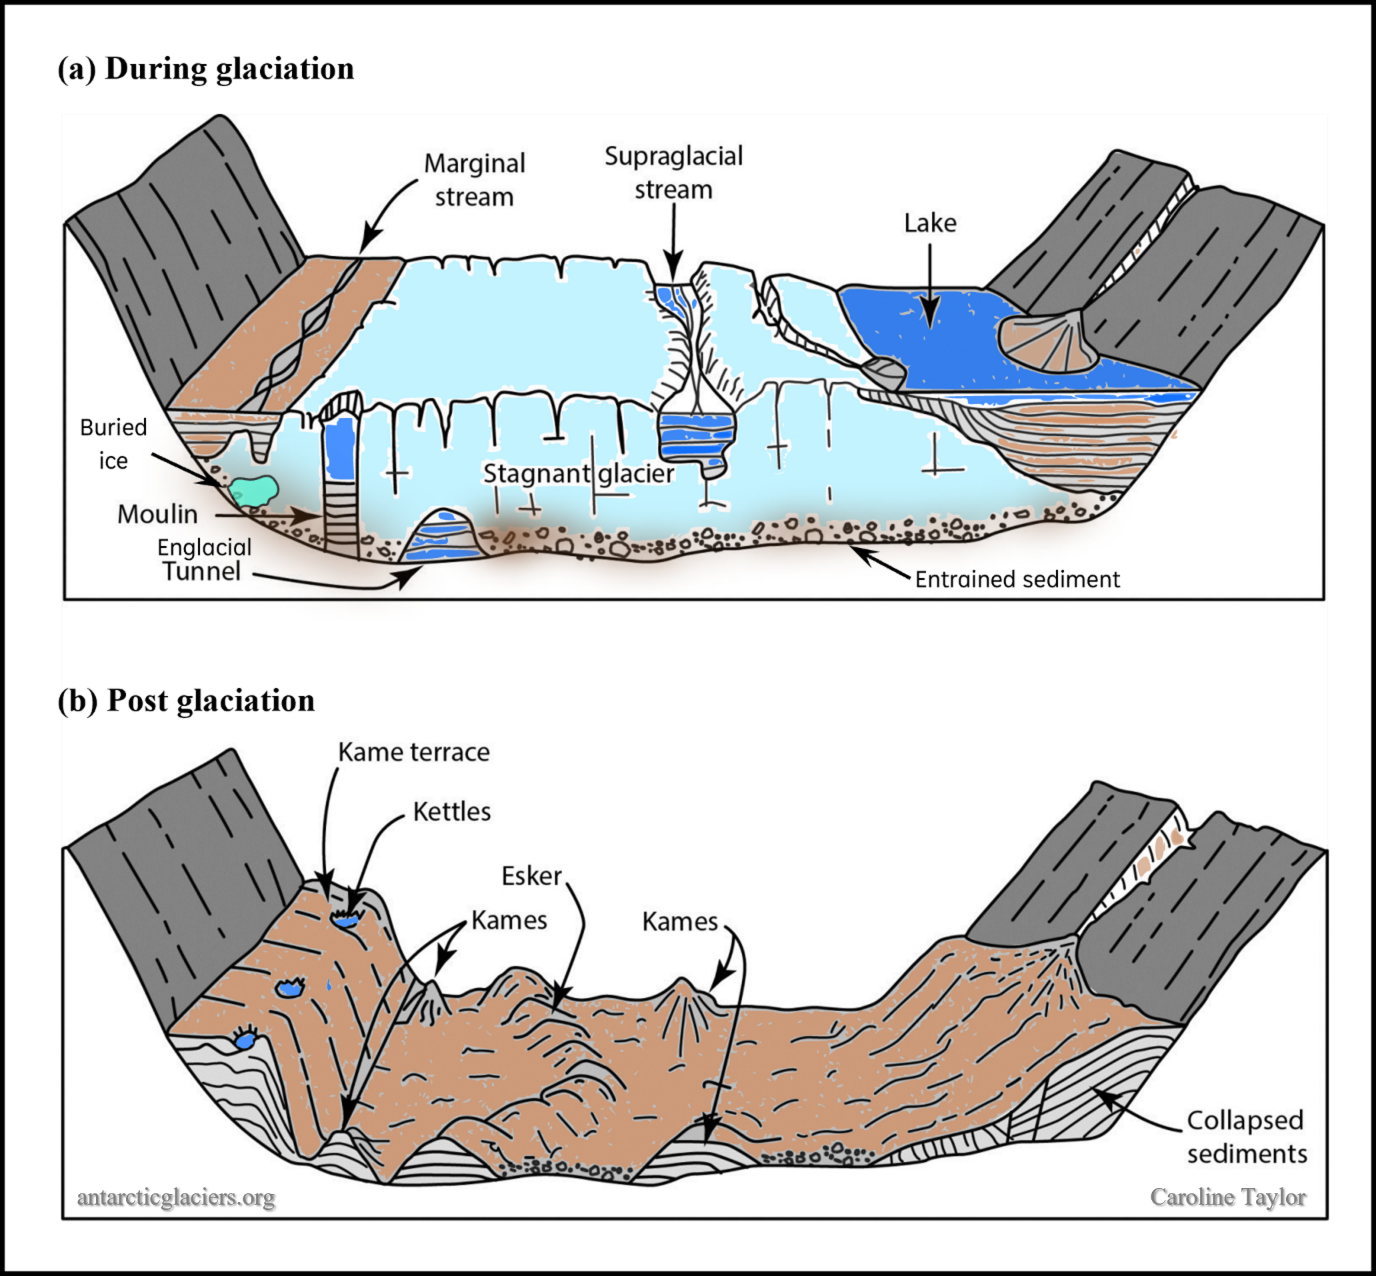 (a) During glaciation
Marginal
stream
Supraglacial
stream
Lake
Buried
ice
Stagnant glacier
Moulin
Englacial
Tunnel
Entrained sediment
(b) Post glaciation
Kame terrace
Kettles
Esker
Kames
Kames
Collapsed
sediments
antarcticglaciers.org
Caroline Taylor